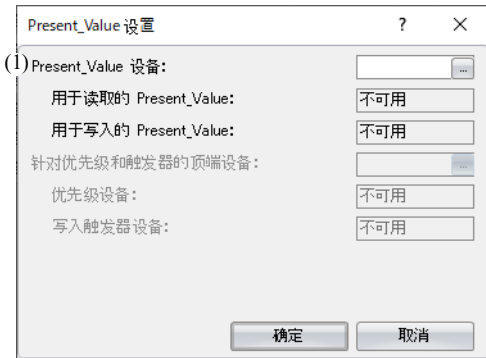 Present_Value 设置 ? ×
(1) Present_Value 设备: ...
用于读取的 Present_Value: 不可用
用于写入的 Present_Value: 不可用
针对优先级和触发器的顶端设备: ...
优先级设备: 不可用
写入触发器设备: 不可用
确定 取消